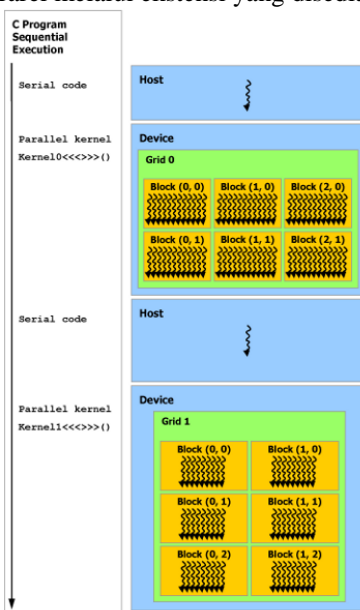 C Program
Sequential
Execution
Serial code
Host
Parallel kernel
Kernel0<<<>>>()
Device
Grid 0
Block (0, 0) Block (1, 0) Block (2, 0)
Block (0, 1) Block (1, 1) Block (2, 1)
Serial code
Host
Parallel kernel
Kernel1<<<>>>()
Device
Grid 1
Block (0, 0) Block (1, 0)
Block (0, 1) Block (1, 1)
Block (0, 2) Block (1, 2)